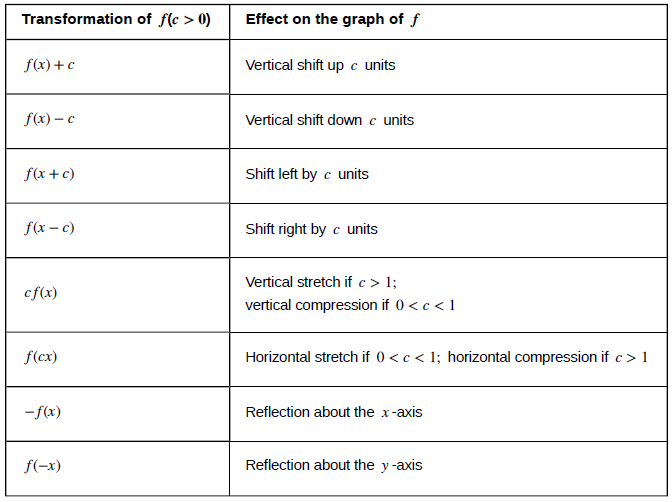 Transformation of f(c > 0) Effect on the graph of f
f(x) + c Vertical shift up c units
f(x) − c Vertical shift down c units
f(x + c) Shift left by c units
f(x − c) Shift right by c units
cf(x) Vertical stretch if c > 1;
vertical compression if 0 < c < 1
f(cx) Horizontal stretch if 0 < c < 1; horizontal compression if c > 1
−f(x) Reflection about the x-axis
f(−x) Reflection about the y-axis